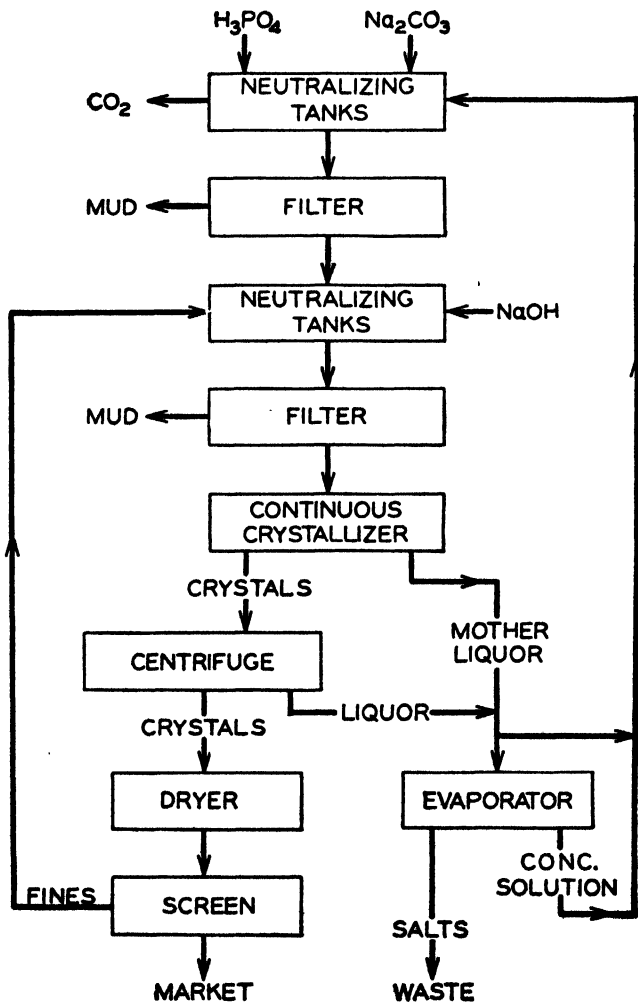 H₃PO₄ Na₂CO₃
NEUTRALIZING
TANKS
CO₂
FILTER
MUD
NEUTRALIZING
TANKS
NaOH
FILTER
MUD
CONTINUOUS
CRYSTALLIZER
CRYSTALS
MOTHER
LIQUOR
CENTRIFUGE
LIQUOR
CRYSTALS
DRYER
EVAPORATOR
CONC.
SOLUTION
FINES
SCREEN
SALTS
MARKET
WASTE